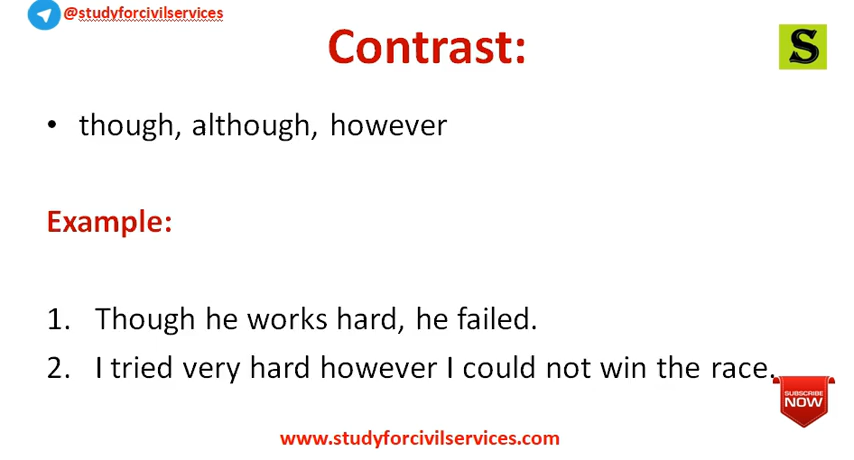 @studyforcivilservices
Contrast:
S
• though, although, however
Example:
1. Though he works hard, he failed.
2. I tried very hard however I could not win the race.
SUBSCRIBE
NOW
www.studyforcivilservices.com